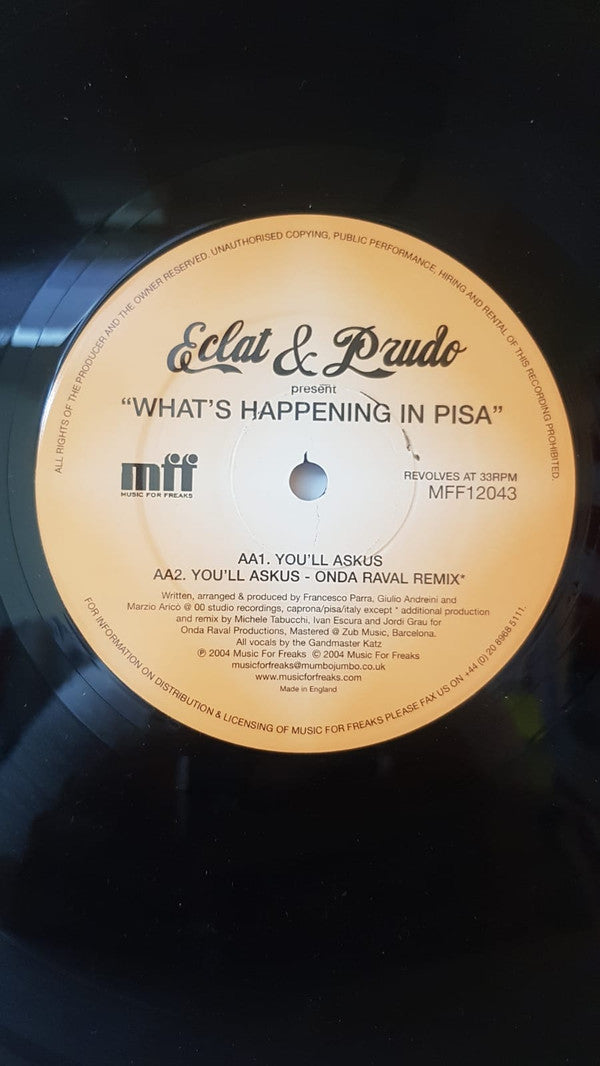 ALL RIGHTS OF THE PRODUCER AND THE OWNER RESERVED. UNAUTHORISED COPYING, PUBLIC PERFORMANCE, HIRING AND RENTAL OF THIS RECORDING PROHIBITED.
Eclat & Prudo
present
"WHAT'S HAPPENING IN PISA"
mff
MUSIC FOR FREAKS
REVOLVES AT 33RPM
MFF12043
AA1. YOU'LL ASKUS
AA2. YOU'LL ASKUS - ONDA RAVAL REMIX*
Written, arranged & produced by Francesco Parra, Giulio Andreini and
Marzio Aricò @ 00 studio recordings, caprona/pisa/italy except * additional production
and remix by Michele Tabucchi, Ivan Escura and Jordi Grau for
Onda Raval Productions, Mastered @ Zub Music, Barcelona.
All vocals by the Gandmaster Katz
℗ 2004 Music For Freaks © 2004 Music For Freaks
musicforfreaks@mumbojumbo.co.uk
www.musicforfreaks.com
Made in England
FOR INFORMATION ON DISTRIBUTION & LICENSING OF MUSIC FOR FREAKS PLEASE FAX US ON +44 (0) 20 8968 5111.